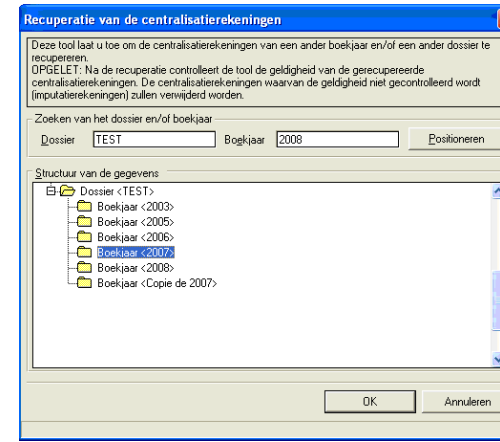 Recuperatie van de centralisatierekeningen
Deze tool laat u toe om de centralisatierekeningen van een ander boekjaar en/of een ander dossier te
recupereren.
OPGELET: Na de recuperatie controlleert de tool de geldigheid van de gerecupereerde
centralisatierekeningen. De centralisatierekeningen waarvan de geldigheid niet gecontrolleerd word
(imputatierekeningen) zullen verwijderd worden.
Zoeken van het dossier en/of boekjaar
Dossier TEST Boekjaar 2008 Positioneren
Structuur van de gegevens
Dossier <TEST>
Boekjaar <2003>
Boekjaar <2005>
Boekjaar <2006>
Boekjaar <2007>
Boekjaar <2008>
Boekjaar <Copie de 2007>
OK Annuleren